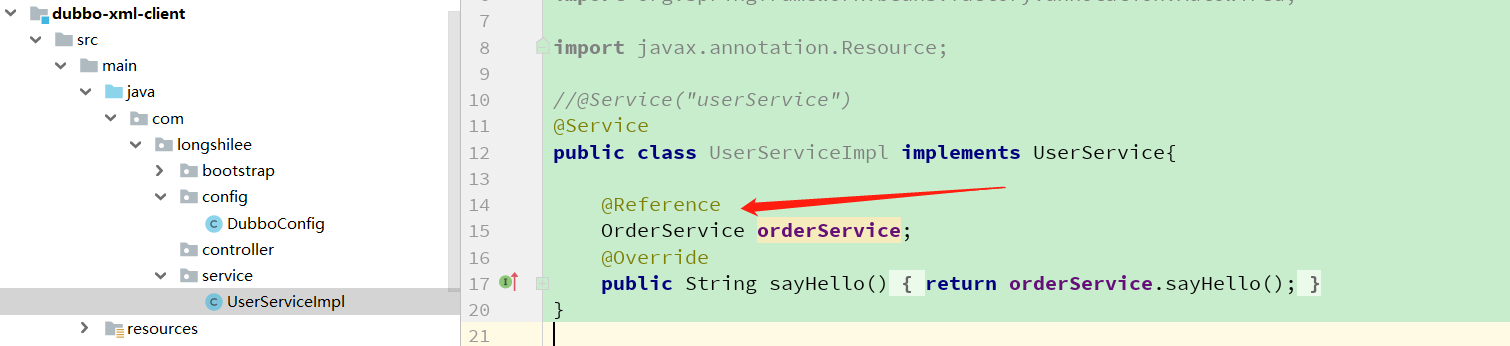 dubbo-xml-client
src
main
java
com
longshilee
bootstrap
config
DubboConfig
controller
service
UserServiceImpl
resources
7
8 import javax.annotation.Resource;
9
10 //@Service("userService")
11 @Service
12 public class UserServiceImpl implements UserService{
13
14 @Reference
15 OrderService orderService;
16 @Override
17 public String sayHello() { return orderService.sayHello(); }
20 }
21